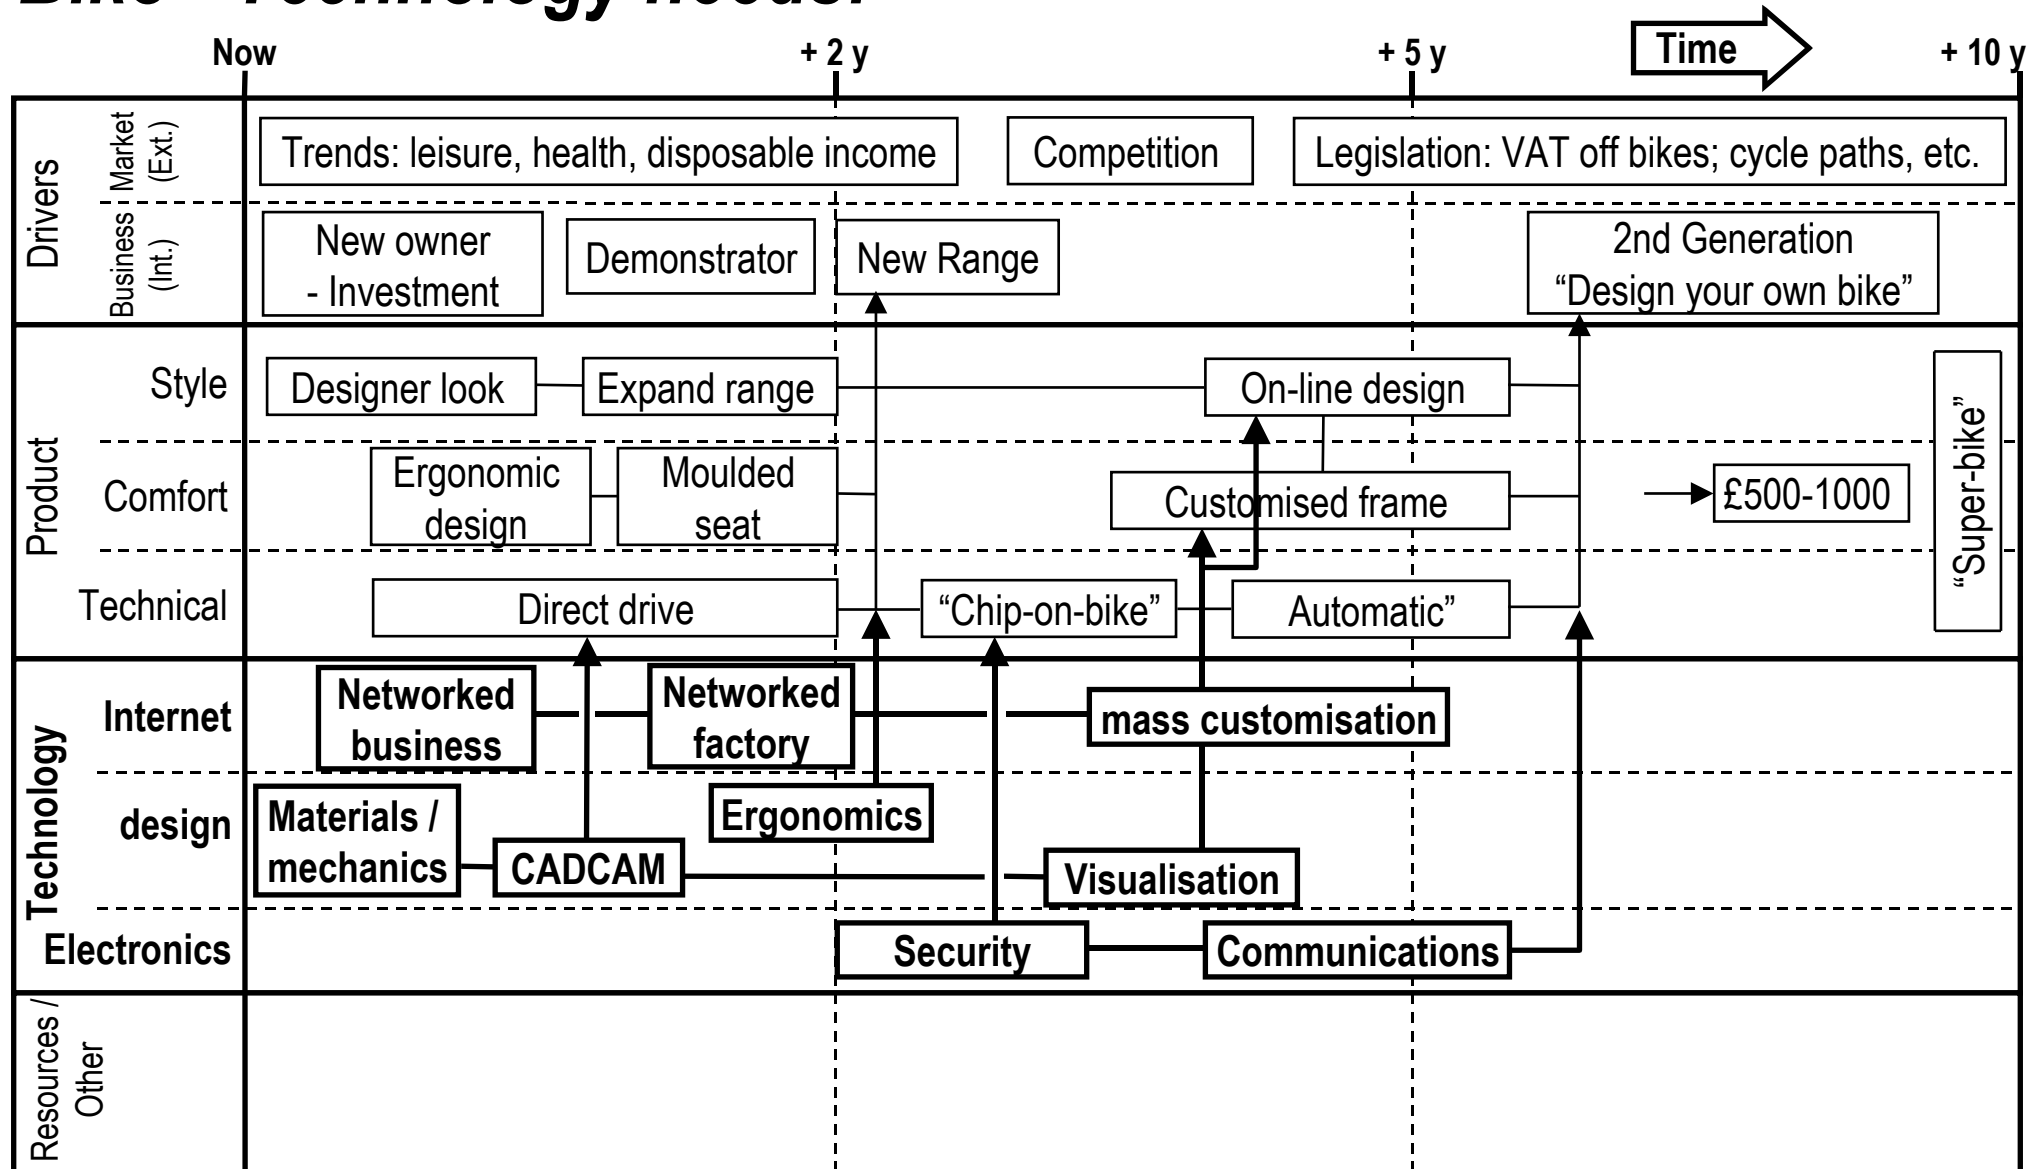 Now
+ 2 y
+ 5 y
Time
+ 10 y
Drivers
Market
(Ext.)
Trends: leisure, health, disposable income
Competition
Legislation: VAT off bikes; cycle paths, etc.
Business
(Int.)
New owner
- Investment
Demonstrator
New Range
2nd Generation
“Design your own bike”
Product
Style
Designer look
Expand range
On-line design
Comfort
Ergonomic
design
Moulded
seat
Customised frame
£500-1000
“Super-bike”
Technical
Direct drive
“Chip-on-bike”
Automatic”
Technology
Internet
Networked
business
Networked
factory
mass customisation
design
Materials /
mechanics
CADCAM
Ergonomics
Visualisation
Electronics
Security
Communications
Resources /
Other